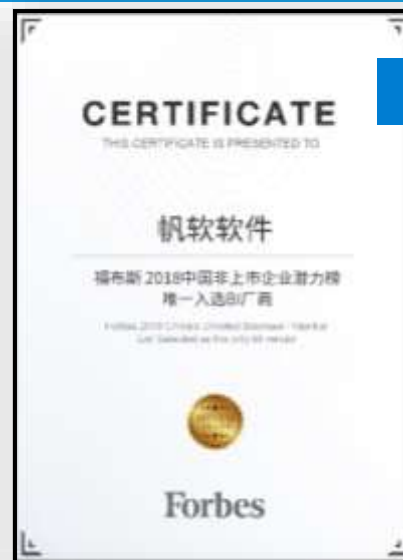 CERTIFICATE
THIS CERTIFICATE IS PRESENTED TO
帆软软件
福布斯 2018中国非上市企业潜力榜
唯一入选BI厂商
Forbes